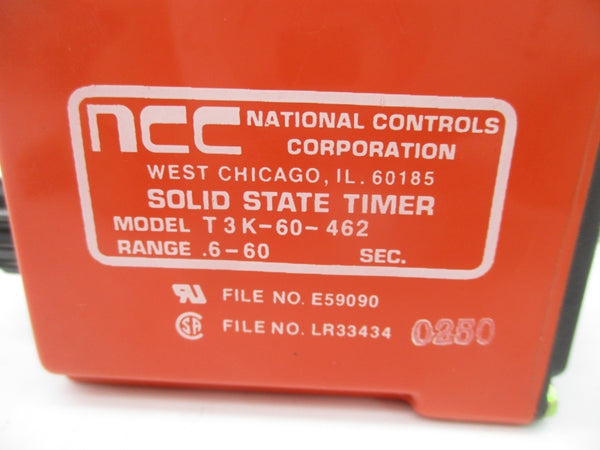 ncc NATIONAL CONTROLS
CORPORATION
WEST CHICAGO, IL. 60185
SOLID STATE TIMER
MODEL T3K-60-462
RANGE .6-60 SEC.
FILE NO. E59090
SA FILE NO. LR33434 0250